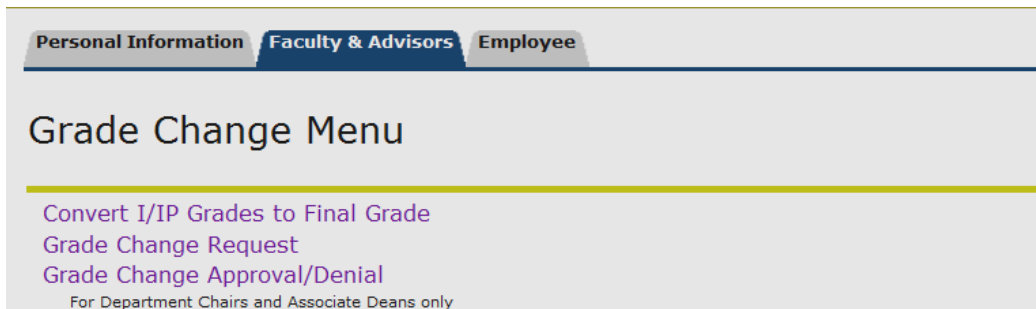 Personal Information Faculty & Advisors Employee
Grade Change Menu
Convert I/IP Grades to Final Grade
Grade Change Request
Grade Change Approval/Denial
For Department Chairs and Associate Deans only